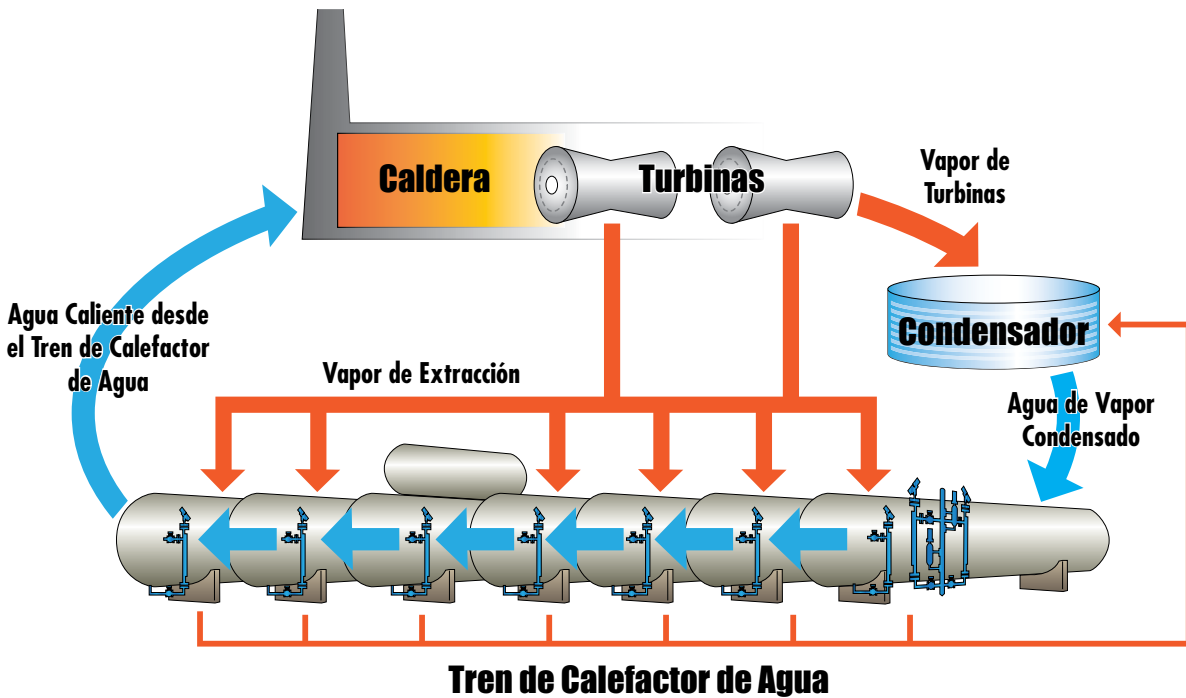 Caldera
Turbinas
Vapor de
Turbinas
Condensador
Agua Caliente desde
el Tren de Calefactor
de Agua
Vapor de Extracción
Agua de Vapor
Condensado
Tren de Calefactor de Agua